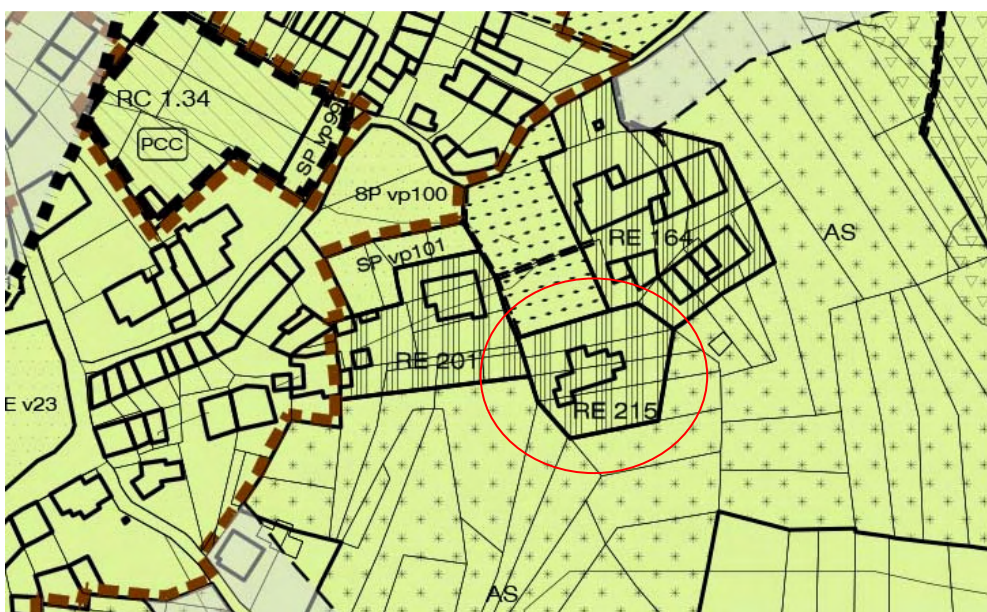 RC 1.34
PCC
SP vp99
SP vp100
SP vp101
RE 164
AS
RE 201
RE 215
E v23
AS